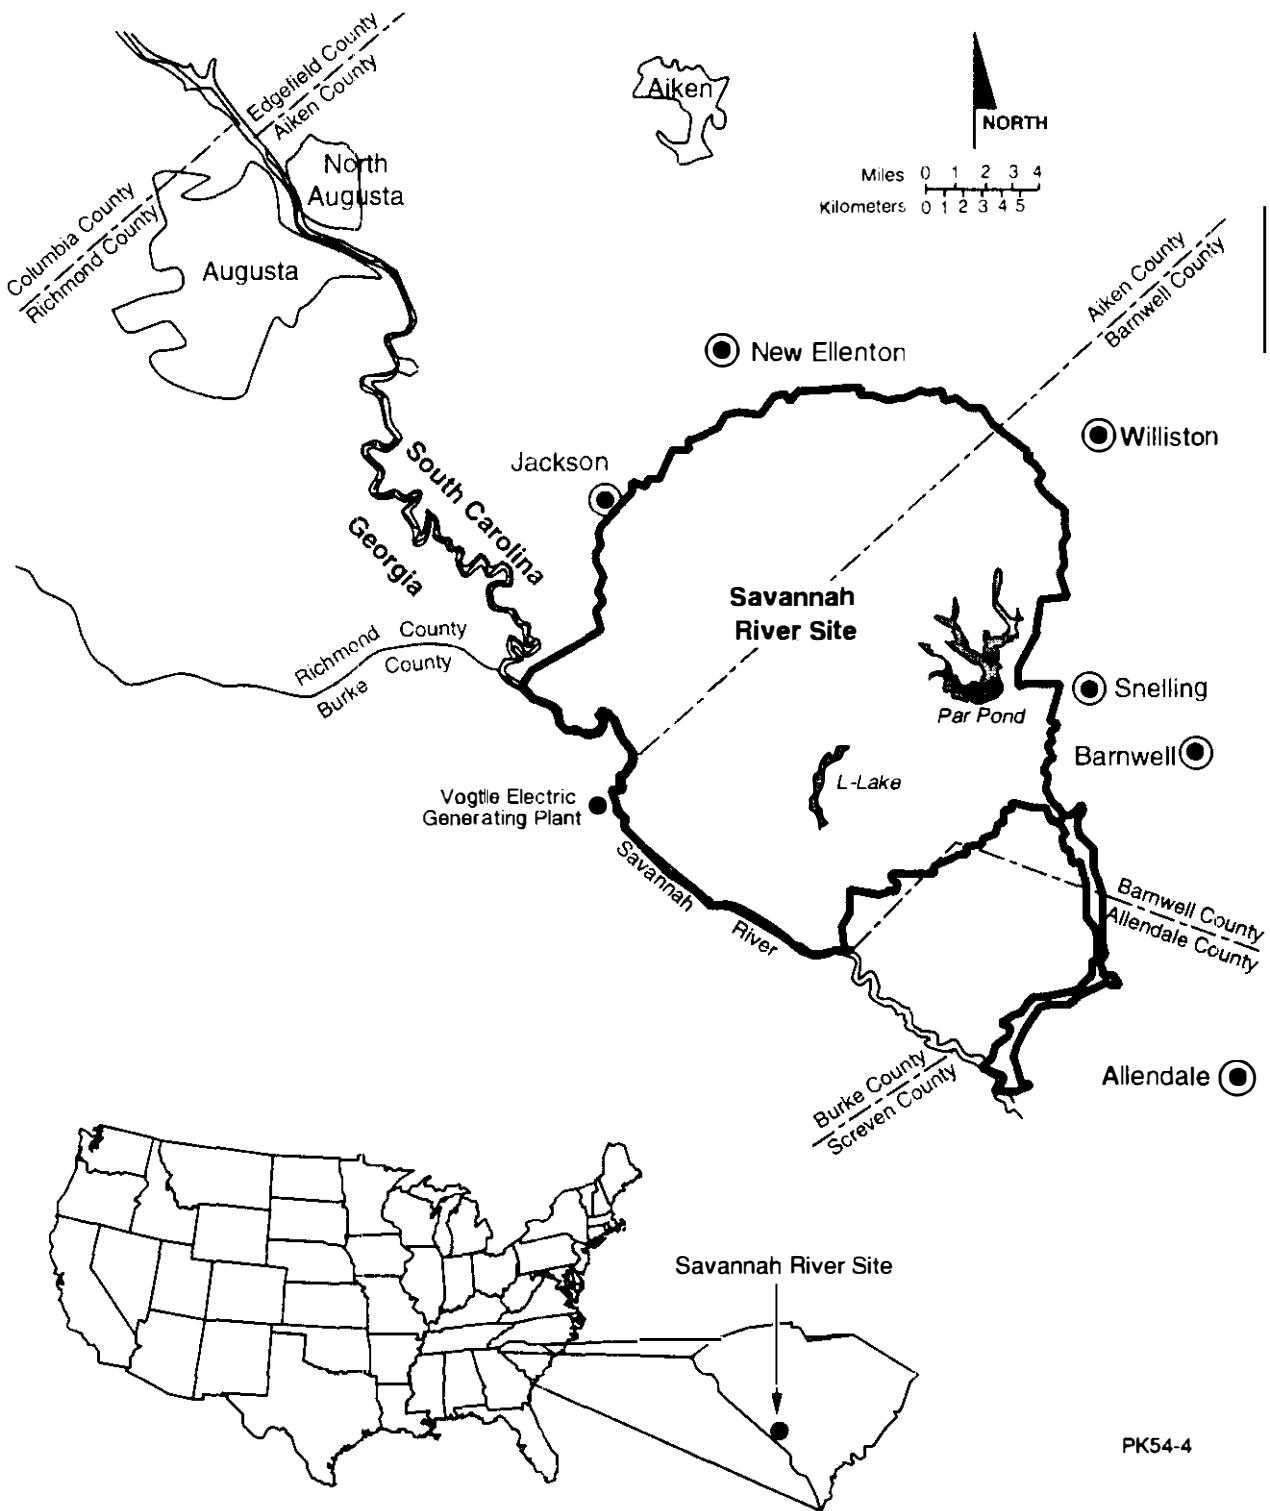 Edgefield County
Aiken County
Aiken
NORTH
Miles 0 1 2 3 4
Kilometers 0 1 2 3 4 5
North
Augusta
Columbia County
Richmond County
Augusta
Aiken County
Barnwell County
New Ellenton
Williston
Jackson
South Carolina
Georgia
Savannah
River Site
Richmond County
Burke County
Par Pond
Snelling
Barnwell
L-Lake
Vogtle Electric
Generating Plant
Savannah River
Barnwell County
Allendale County
Burke County
Screven County
Allendale
Savannah River Site
PK54-4